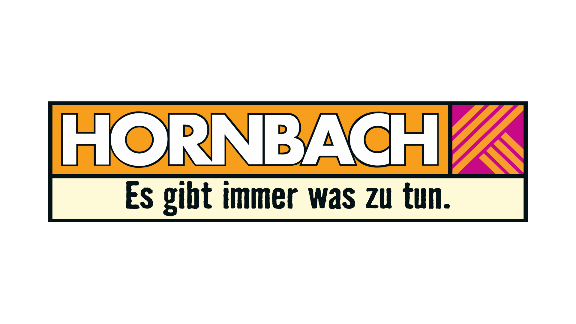 HORNBACH
Es gibt immer was zu tun.